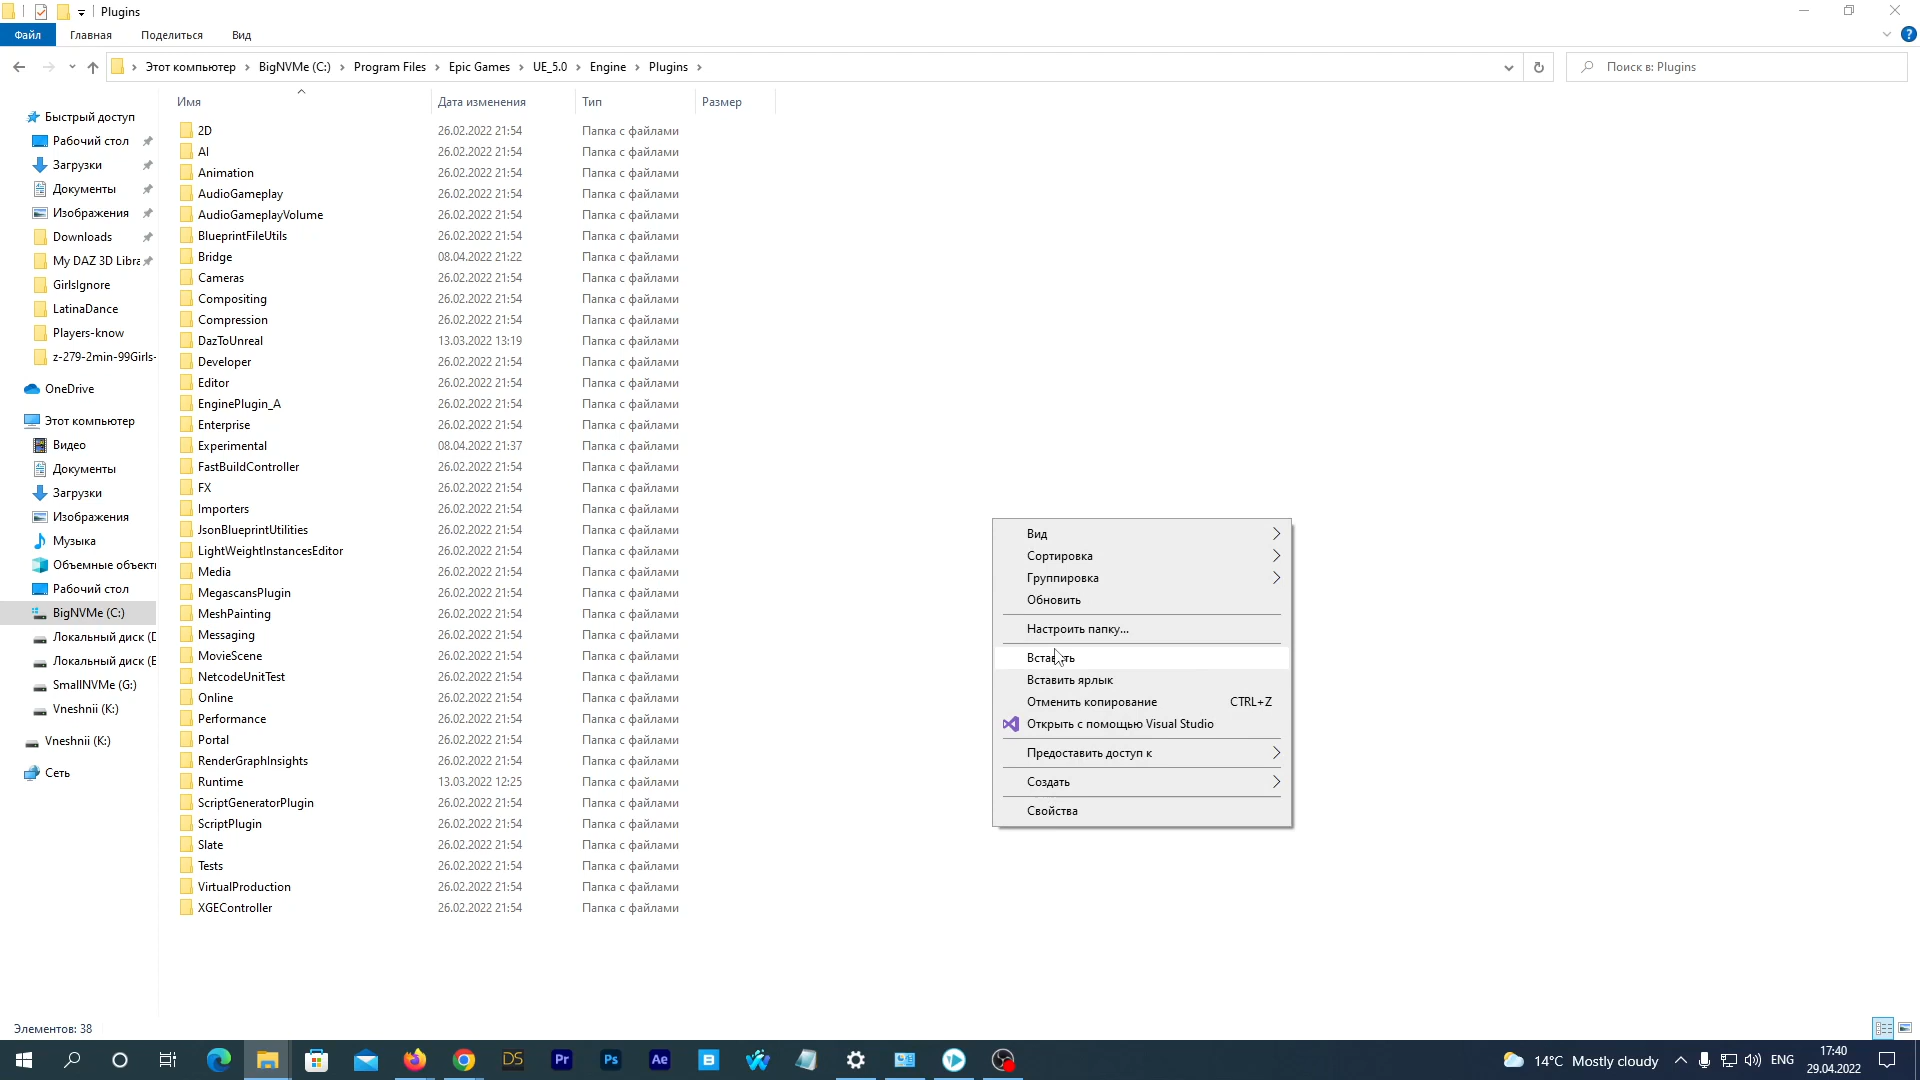 Plugins
Файл Главная Поделиться Вид
Этот компьютер BigNVMe (C:) Program Files Epic Games UE_5.0 Engine Plugins
Поиск в: Plugins
Имя Дата изменения Тип Размер
Быстрый доступ
Рабочий стол
Загрузки
Документы
Изображения
Downloads
My DAZ 3D Libra
GirlsIgnore
LatinaDance
Players-know
z-279-2min-99Girls-
OneDrive
Этот компьютер
Видео
Документы
Загрузки
Изображения
Музыка
Объемные объект
Рабочий стол
BigNVMe (C:)
Локальный диск (D
Локальный диск (E
SmallNVMe (G:)
Vneshnii (K:)
Vneshnii (K:)
Сеть
2D 26.02.2022 21:54 Папка с файлами
AI 26.02.2022 21:54 Папка с файлами
Animation 26.02.2022 21:54 Папка с файлами
AudioGameplay 26.02.2022 21:54 Папка с файлами
AudioGameplayVolume 26.02.2022 21:54 Папка с файлами
BlueprintFileUtils 26.02.2022 21:54 Папка с файлами
Bridge 08.04.2022 21:22 Папка с файлами
Cameras 26.02.2022 21:54 Папка с файлами
Compositing 26.02.2022 21:54 Папка с файлами
Compression 26.02.2022 21:54 Папка с файлами
DazToUnreal 13.03.2022 13:19 Папка с файлами
Developer 26.02.2022 21:54 Папка с файлами
Editor 26.02.2022 21:54 Папка с файлами
EnginePlugin_A 26.02.2022 21:54 Папка с файлами
Enterprise 26.02.2022 21:54 Папка с файлами
Experimental 08.04.2022 21:37 Папка с файлами
FastBuildController 26.02.2022 21:54 Папка с файлами
FX 26.02.2022 21:54 Папка с файлами
Importers 26.02.2022 21:54 Папка с файлами
JsonBlueprintUtilities 26.02.2022 21:54 Папка с файлами
LightWeightInstancesEditor 26.02.2022 21:54 Папка с файлами
Media 26.02.2022 21:54 Папка с файлами
MegascansPlugin 26.02.2022 21:54 Папка с файлами
MeshPainting 26.02.2022 21:54 Папка с файлами
Messaging 26.02.2022 21:54 Папка с файлами
MovieScene 26.02.2022 21:54 Папка с файлами
NetcodeUnitTest 26.02.2022 21:54 Папка с файлами
Online 26.02.2022 21:54 Папка с файлами
Performance 26.02.2022 21:54 Папка с файлами
Portal 26.02.2022 21:54 Папка с файлами
RenderGraphInsights 26.02.2022 21:54 Папка с файлами
Runtime 13.03.2022 12:25 Папка с файлами
ScriptGeneratorPlugin 26.02.2022 21:54 Папка с файлами
ScriptPlugin 26.02.2022 21:54 Папка с файлами
Slate 26.02.2022 21:54 Папка с файлами
Tests 26.02.2022 21:54 Папка с файлами
VirtualProduction 26.02.2022 21:54 Папка с файлами
XGEController 26.02.2022 21:54 Папка с файлами
Вид
Сортировка
Группировка
Обновить
Настроить папку...
Вставить
Вставить ярлык
Отменить копирование CTRL+Z
Открыть с помощью Visual Studio
Предоставить доступ к
Создать
Свойства
Элементов: 38
DS Pr Ps Ae B
14°C Mostly cloudy ENG
17:40
29.04.2022